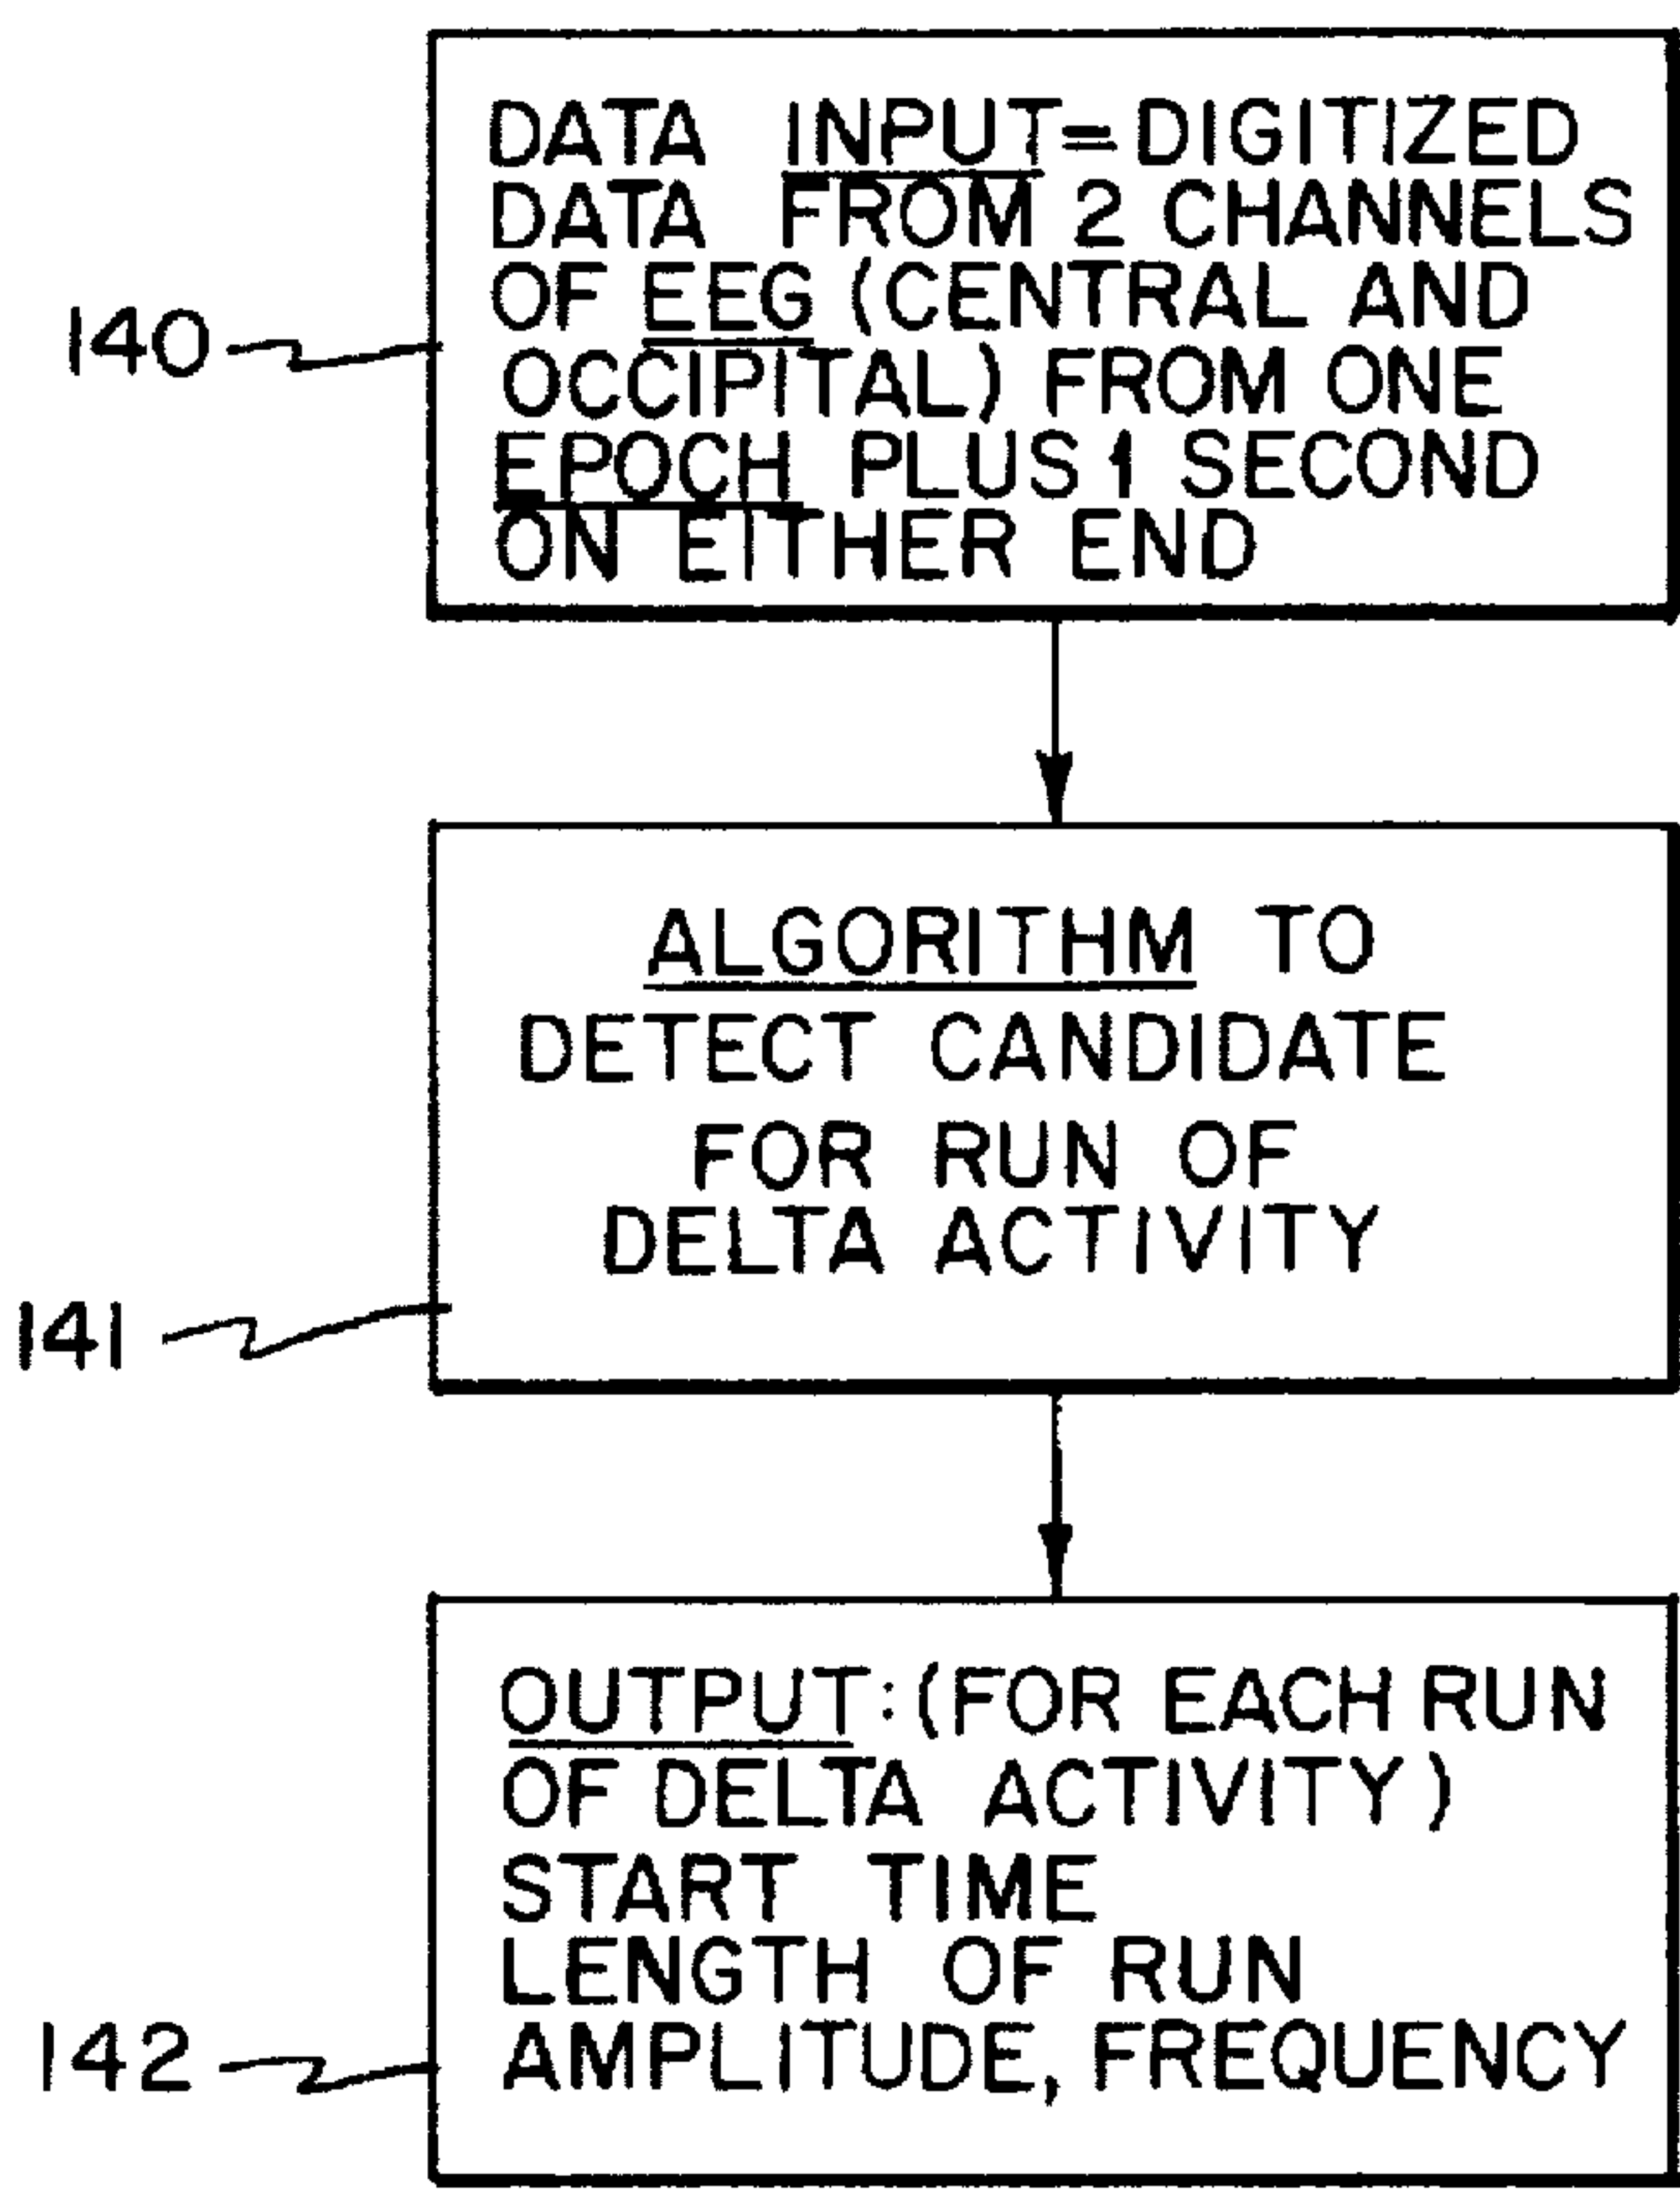 DATA INPUT=DIGITIZED
DATA FROM 2 CHANNELS
OF EEG (CENTRAL AND
OCCIPITAL) FROM ONE
EPOCH PLUS 1 SECOND
ON EITHER END
140
ALGORITHM TO
DETECT CANDIDATE
FOR RUN OF
DELTA ACTIVITY
141
OUTPUT:(FOR EACH RUN
OF DELTA ACTIVITY)
START TIME
LENGTH OF RUN
AMPLITUDE, FREQUENCY
142